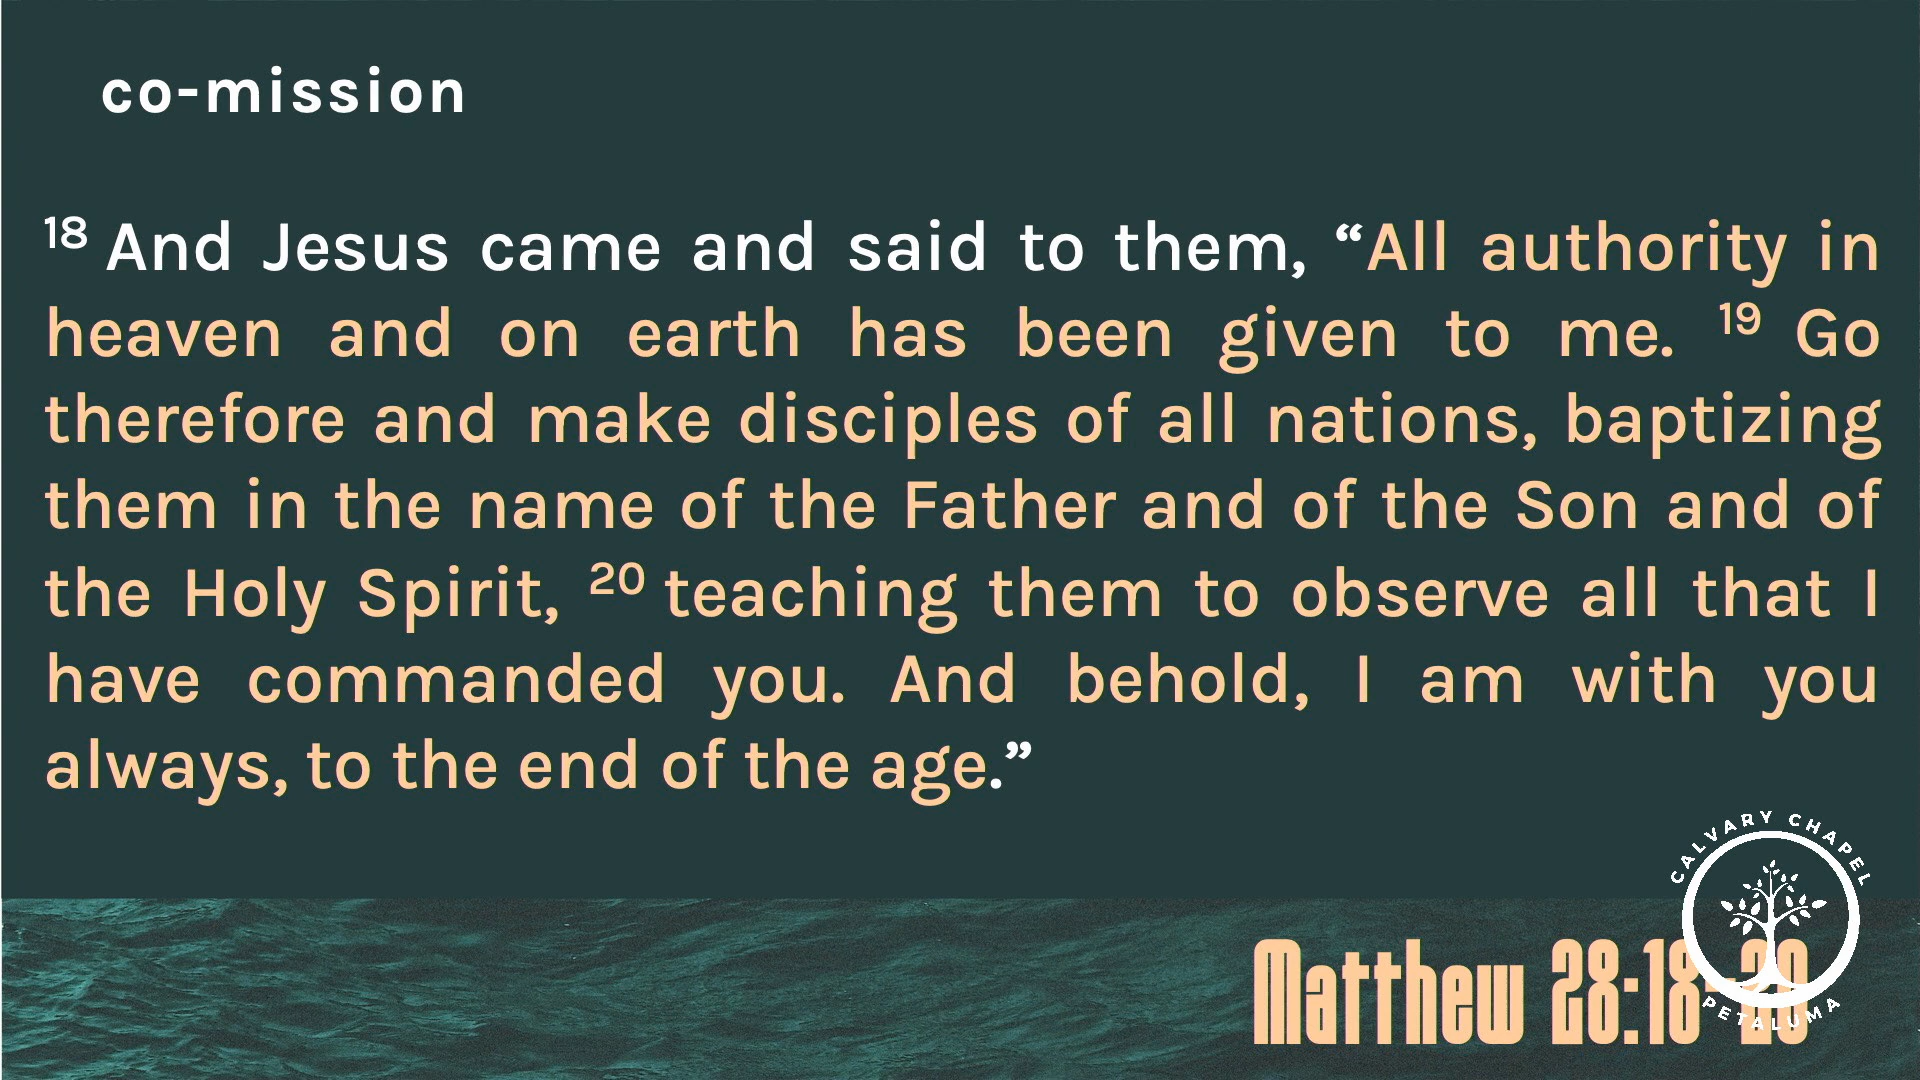 co-mission
18 And Jesus came and said to them, “All authority in
heaven and on earth has been given to me. 19 Go
therefore and make disciples of all nations, baptizing
them in the name of the Father and of the Son and of
the Holy Spirit, 20 teaching them to observe all that I
have commanded you. And behold, I am with you
always, to the end of the age.”
CALVARY CHAPEL
Matthew 28:18-20
PETALUMA